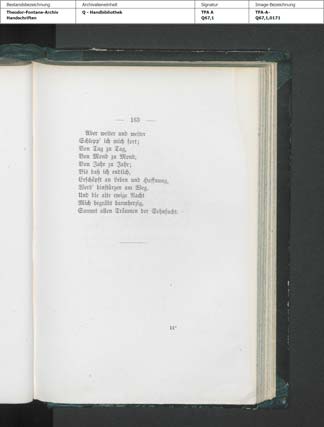 Bestandsbezeichnung Archivalieneinheit Signatur Image-Bezeichnung
Theodor-Fontane-Archiv Q - Handbibliothek TFA A TFA-A-
Handschriften Q67,1 Q67,1,0171
— 163 —
Aber weiter und weiter
Schlepp' ich mich fort;
Von Tag zu Tag,
Von Mond zu Mond,
Von Jahr zu Jahr;
Bis daß ich endlich,
Erschöpft an Leben und Hoffnung,
Werd' hinstürzen am Weg,
Und die alte ewige Nacht
Mich begräbt barmherzig,
Sammt allen Träumen der Sehnsucht.
11*